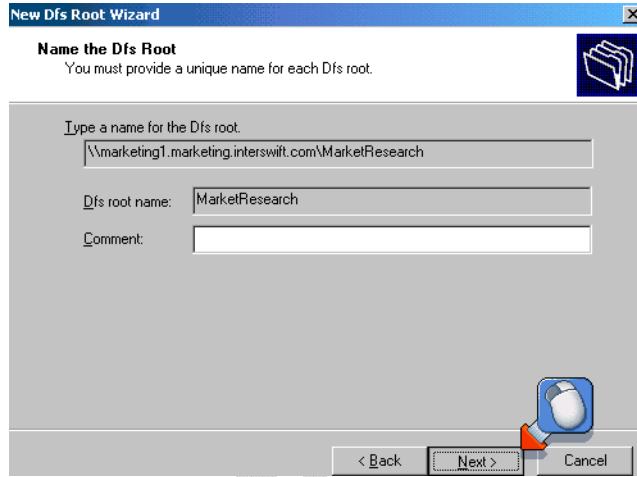 New Dfs Root Wizard
Name the Dfs Root
You must provide a unique name for each Dfs root.
Type a name for the Dfs root.
\\marketing1.marketing.interswift.com\MarketResearch
Dfs root name: MarketResearch
Comment:
< Back Next > Cancel